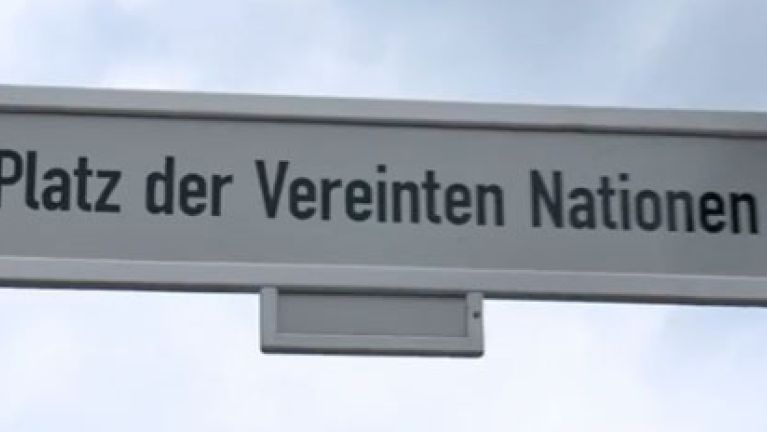 Platz der Vereinten Nationen